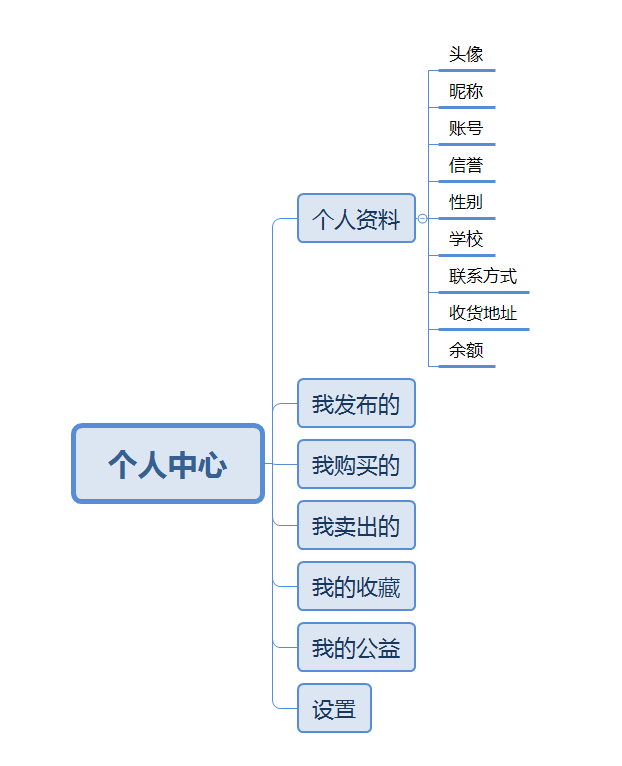 头像
昵称
账号
信誉
性别
个人资料
学校
联系方式
收货地址
余额
我发布的
个人中心
我购买的
我卖出的
我的收藏
我的公益
设置